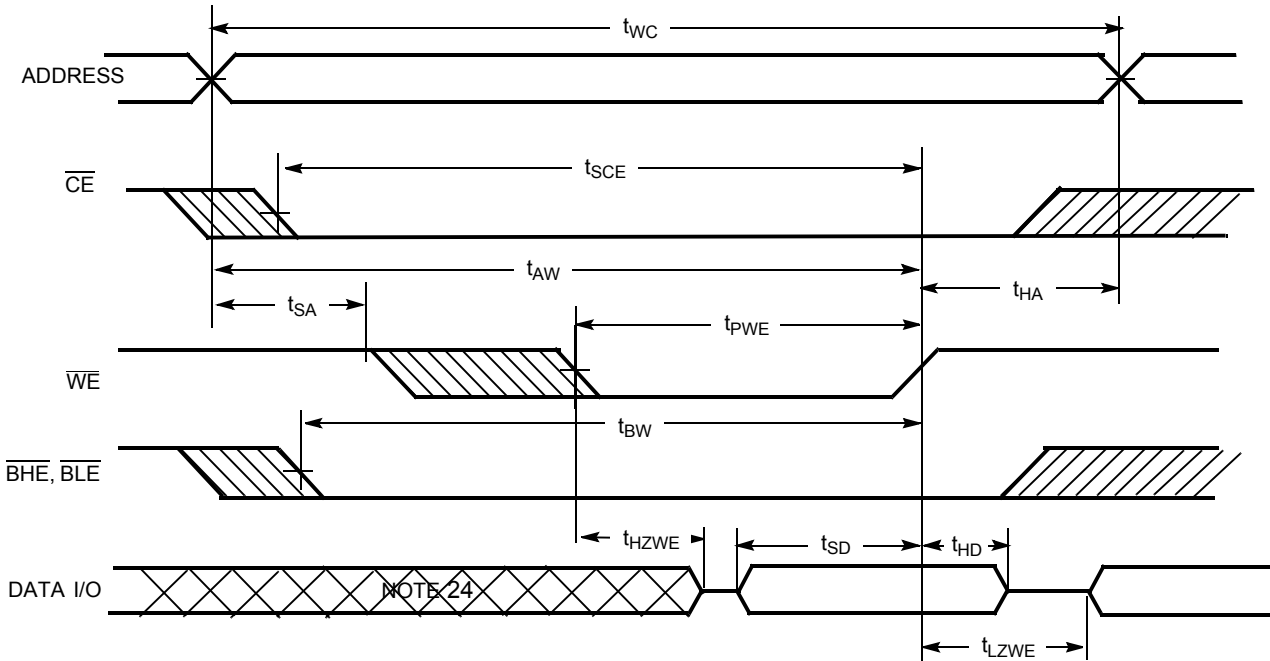 tWC
ADDRESS
tSCE
CE
tAW
tSA
tHA
tPWE
WE
tBW
BHE, BLE
tHZWE
tSD
tHD
DATA I/O
NOTE 24
tLZWE